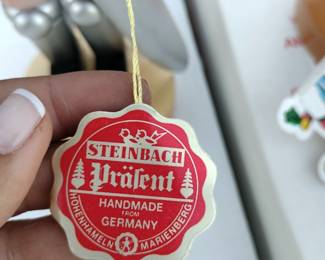 STEINBACH
Präsent
HANDMADE
FROM
GERMANY
HOHENHAMELN MARIENBERG